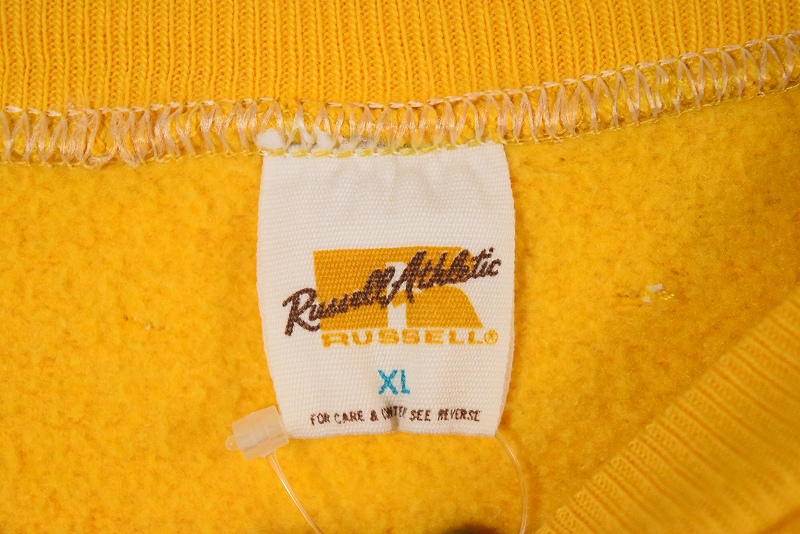 Russell Athletic
RUSSELL®
XL
FOR CARE & CONTENT SEE REVERSE